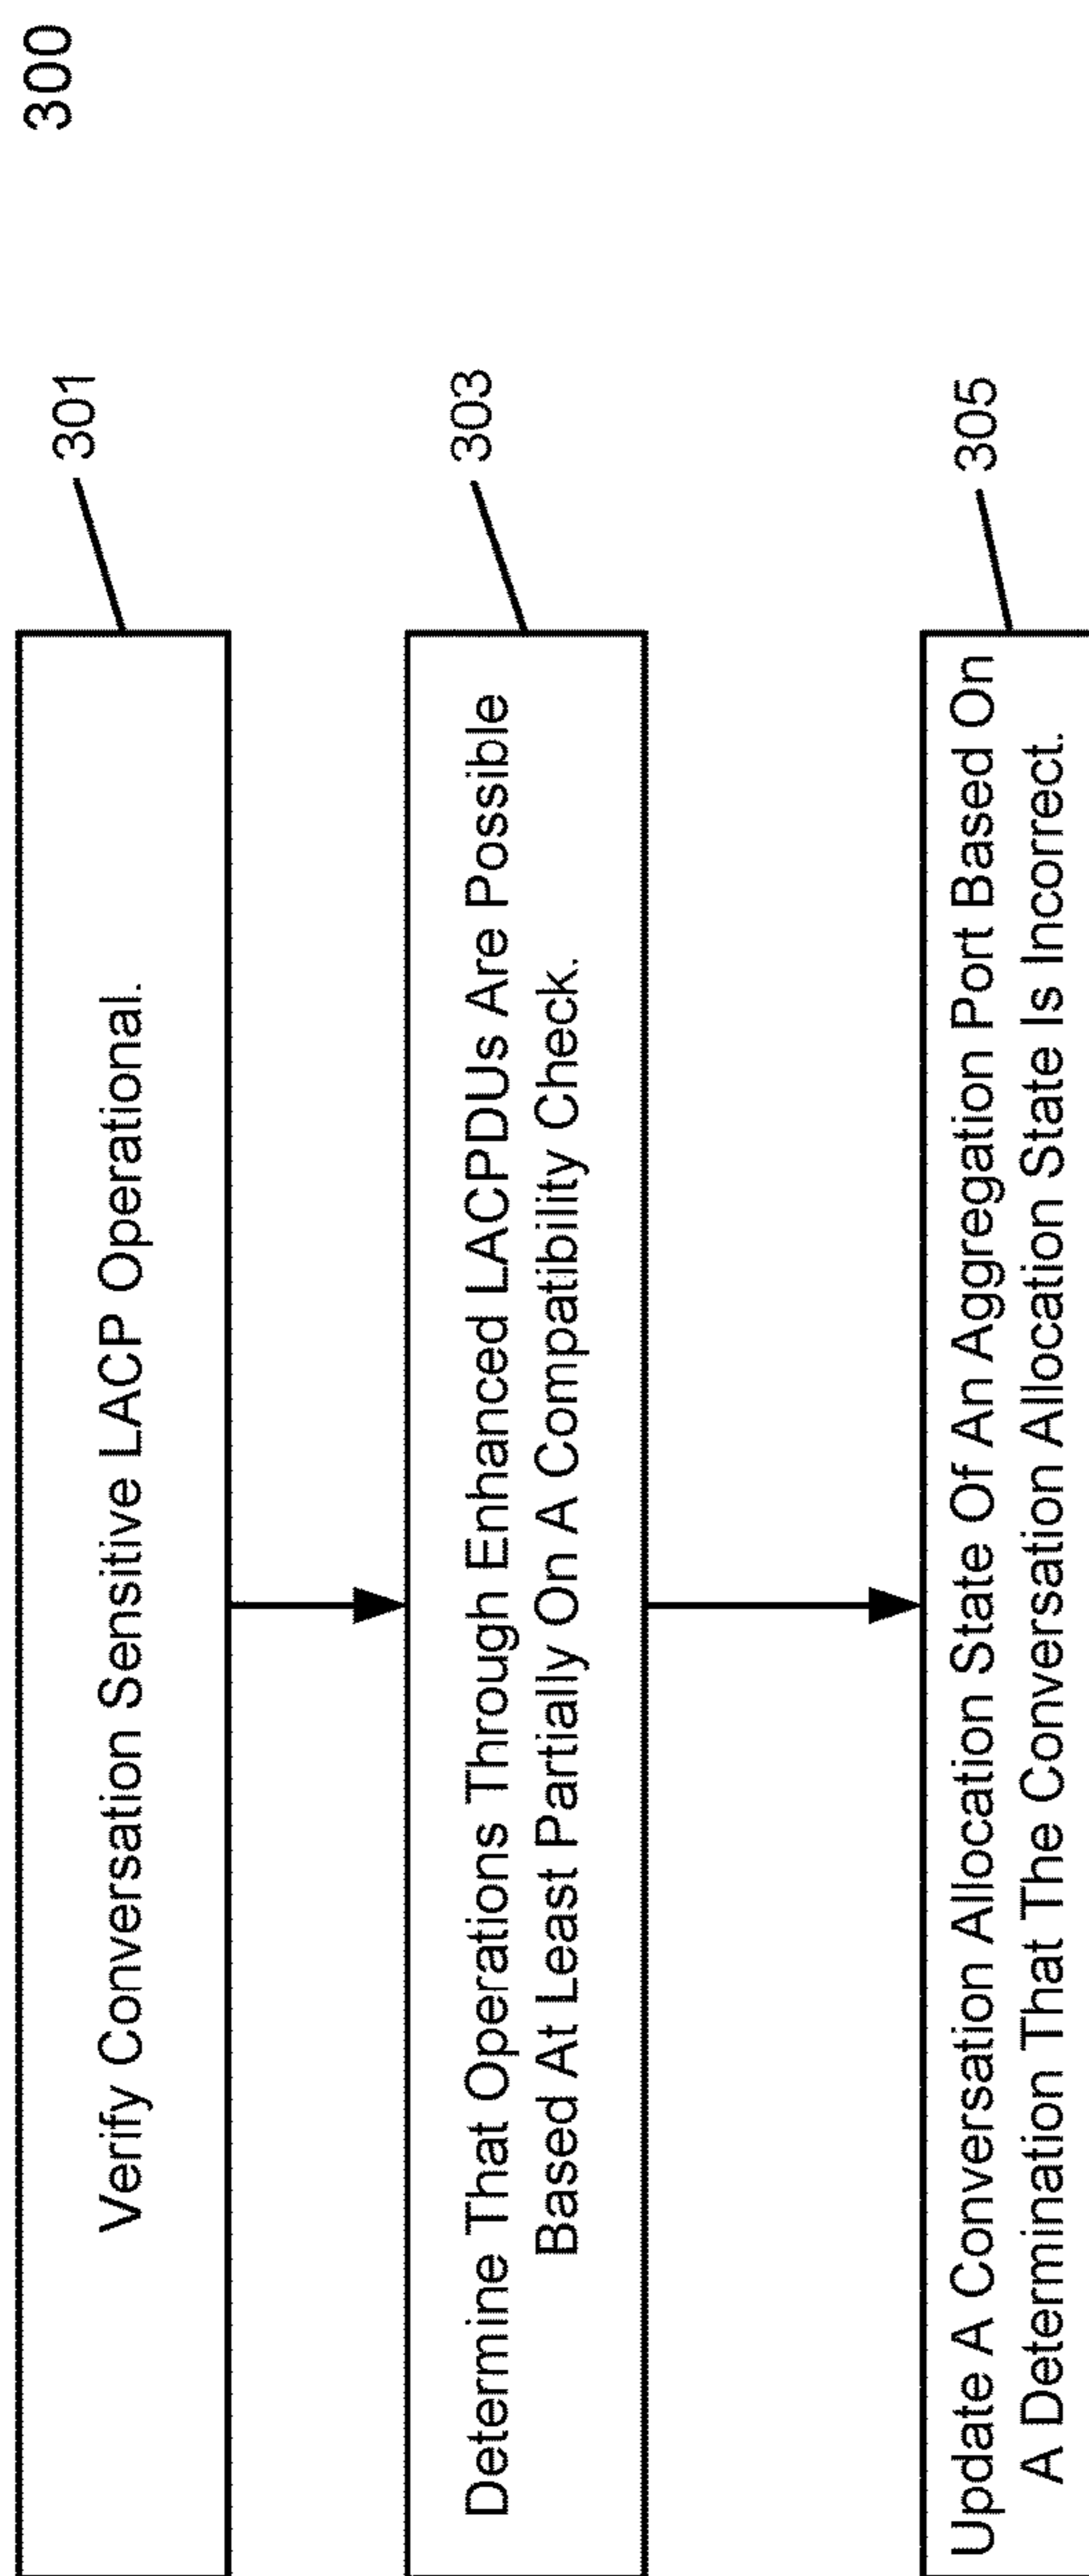 300
301
Verify Conversation Sensitive LACP Operational.
303
Determine That Operations Through Enhanced LACPDUs Are Possible
Based At Least Partially On A Compatibility Check.
305
Update A Conversation Allocation State Of An Aggregation Port Based On
A Determination That The Conversation Allocation State Is Incorrect.